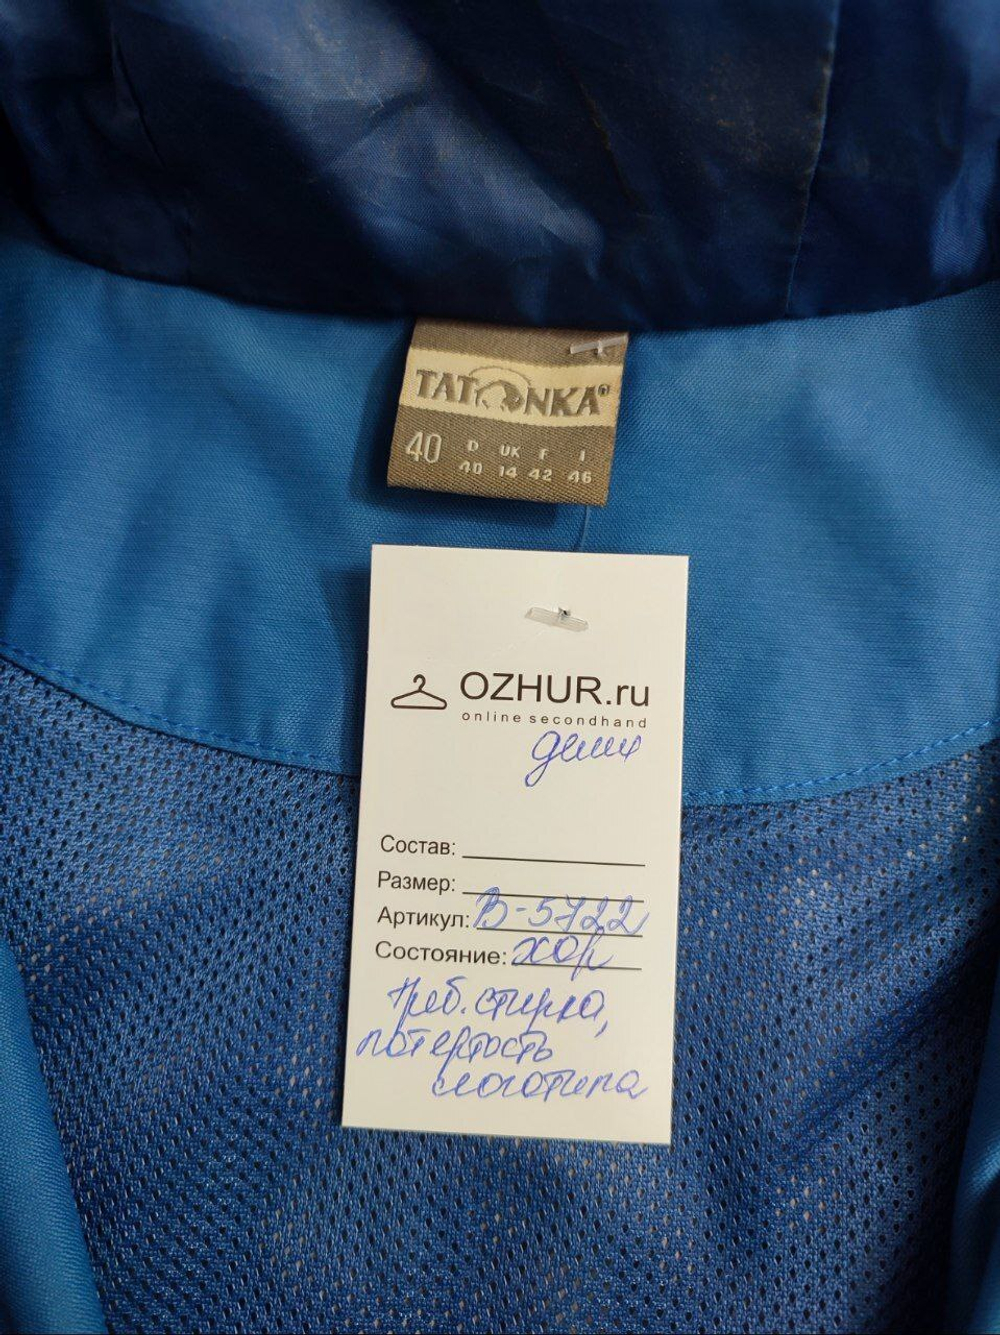 TATONKA®
40 D UK F I
40 14 42 46
OZHUR.ru
online secondhand
деми
Состав:
Размер:
Артикул: В-5722
Состояние: хор
треб. стирка,
потертость
логотипа